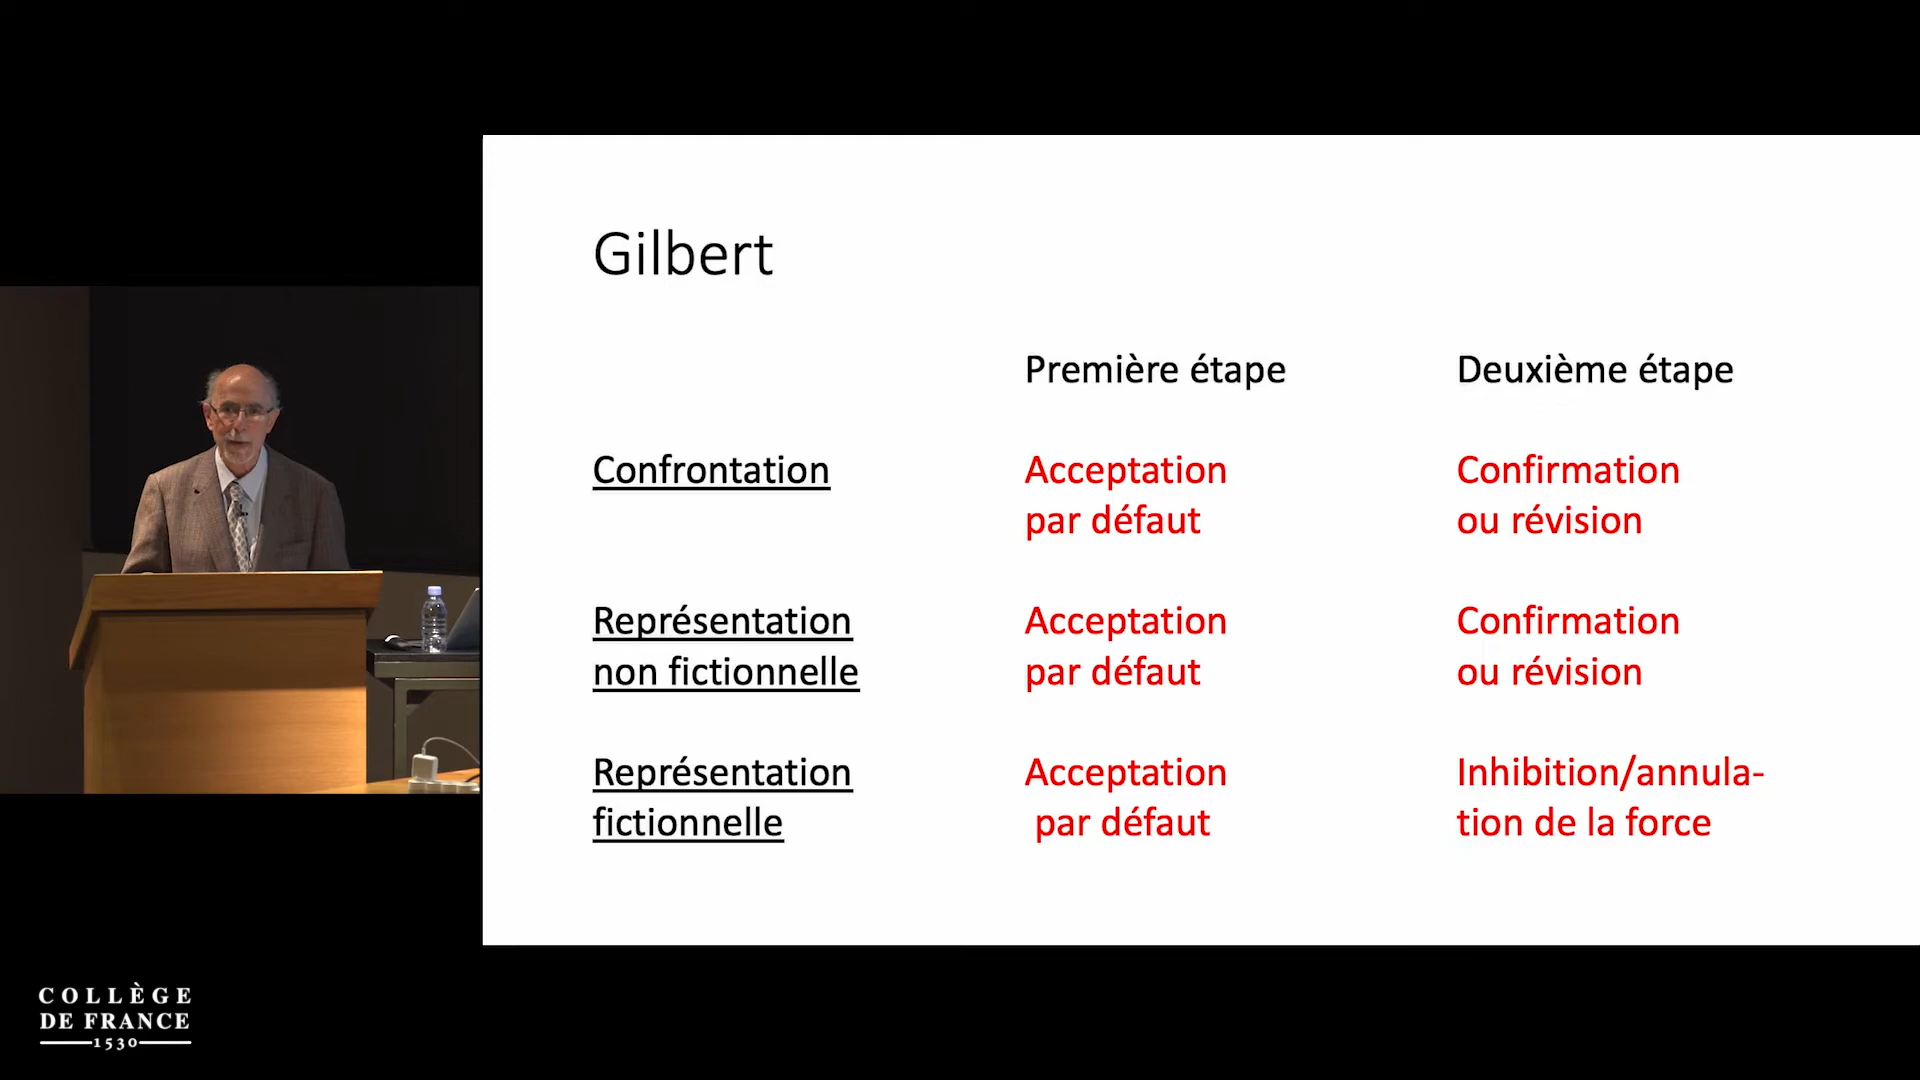 Gilbert
Première étape
Deuxième étape
Confrontation
Acceptation
par défaut
Confirmation
ou révision
Représentation
non fictionnelle
Acceptation
par défaut
Confirmation
ou révision
Représentation
fictionnelle
Acceptation
par défaut
Inhibition/annula-
tion de la force
COLLÈGE
DE FRANCE
1530